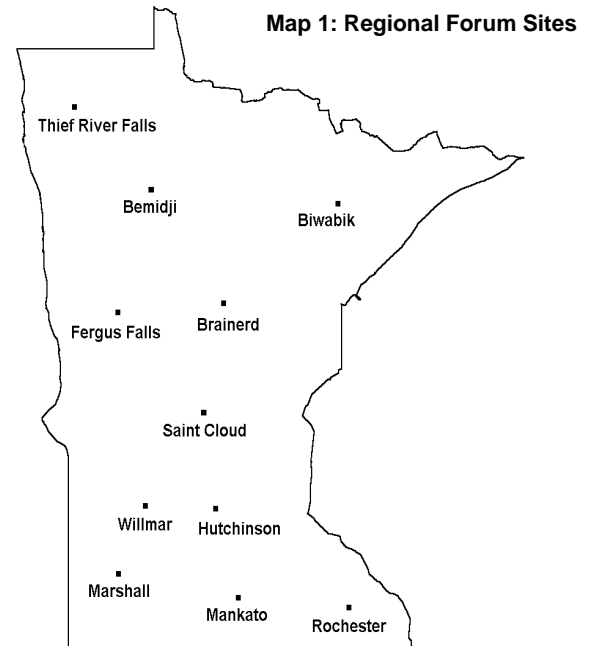 Map 1: Regional Forum Sites
Thief River Falls
Bemidji
Biwabik
Fergus Falls
Brainerd
Saint Cloud
Willmar
Hutchinson
Marshall
Mankato
Rochester